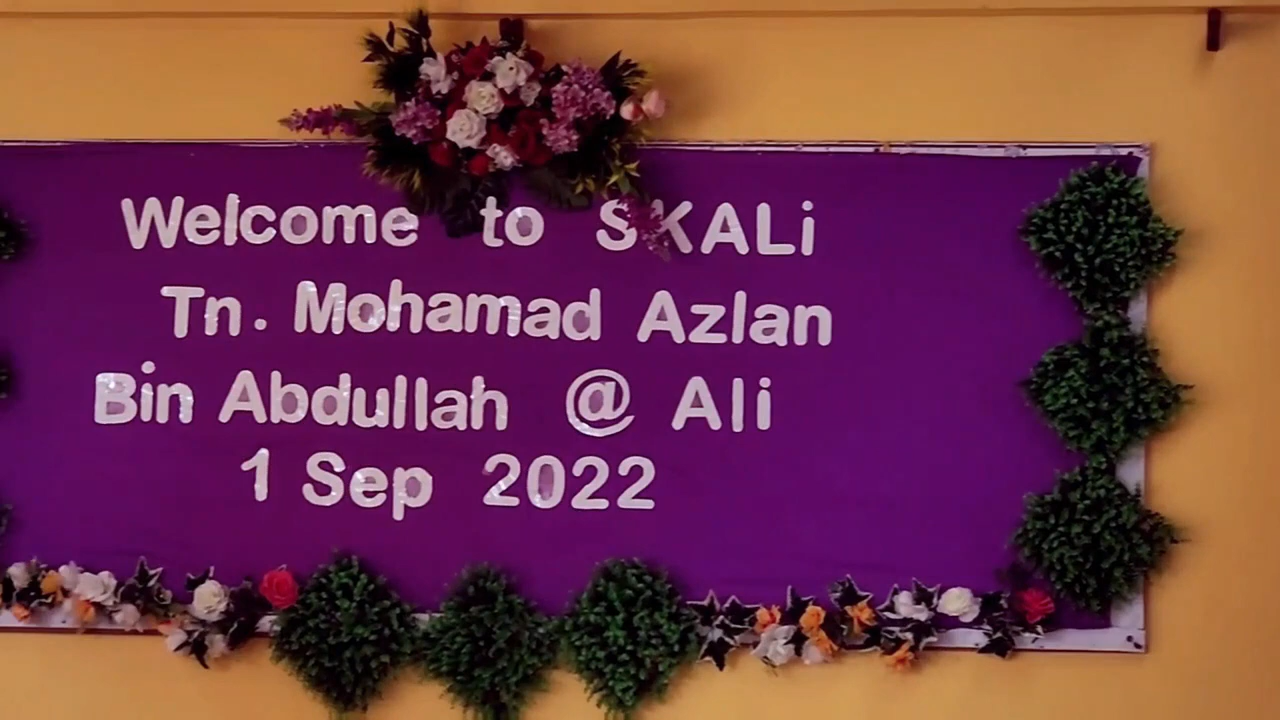 Welcome to SKALi
Tn. Mohamad Azlan
Bin Abdullah @ Ali
1 Sep 2022